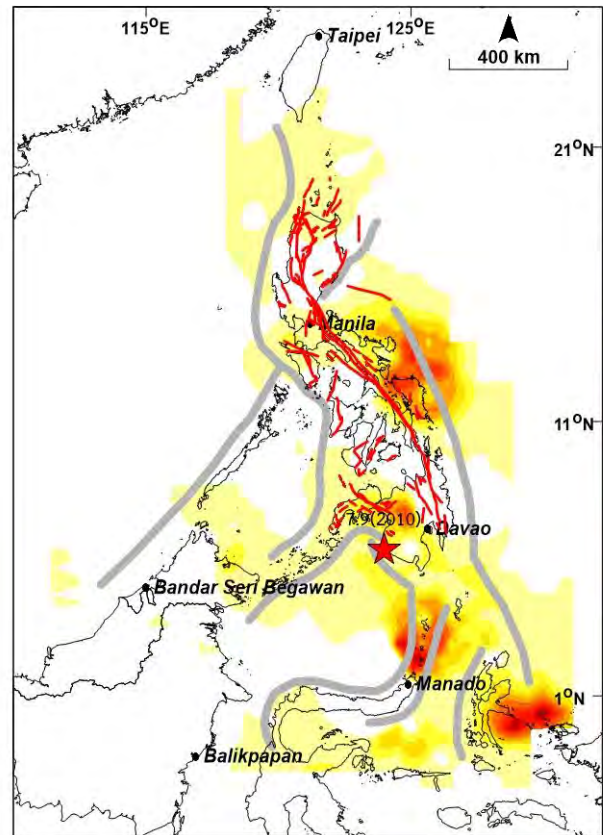 115°E
125°E
Taipei
400 km
21°N
Manila
11°N
7.9(2010)
Davao
Bandar Seri Begawan
Manado
1°N
Balikpapan